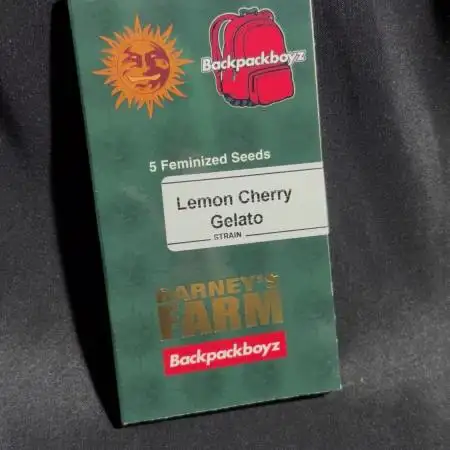 Backpackboyz
5 Feminized Seeds
Lemon Cherry
Gelato
STRAIN
BARNEY'S
FARM
Backpackboyz